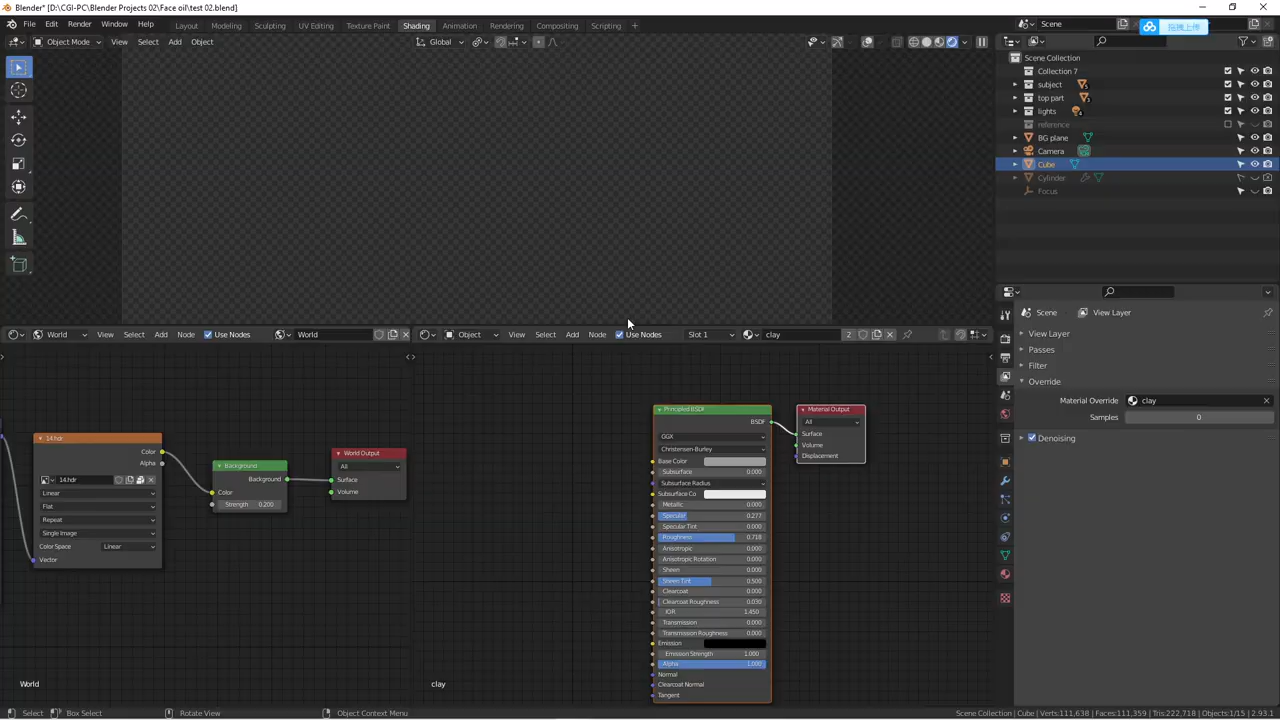 Blender* [D:\CGI-PC\Blender Projects 02\Face oil\test 02.blend]
File Edit Render Window Help Layout Modeling Sculpting UV Editing Texture Paint Shading Animation Rendering Compositing Scripting Scene 拖拽上传
Object Mode View Select Add Object Global
Scene Collection
Collection 7
subject 5
top part 3
lights 4
reference
BG plane
Camera
Cube
Cylinder
Focus
World View Select Add Node Use Nodes World
Object View Select Add Node Use Nodes Slot 1 clay 2
14.hdr
Color
Alpha
14.hdr
Linear
Flat
Repeat
Single Image
Color Space Linear
Vector
Background
Background
Color
Strength 0.200
World Output
All
Surface
Volume
World
Principled BSDF
BSDF
GGX
Christensen-Burley
Base Color
Subsurface 0.000
Subsurface Radius
Subsurface Co
Metallic 0.000
Specular 0.277
Specular Tint 0.000
Roughness 0.718
Anisotropic 0.000
Anisotropic Rotation 0.000
Sheen 0.000
Sheen Tint 0.500
Clearcoat 0.000
Clearcoat Roughness 0.039
IOR 1.450
Transmission 0.000
Transmission Roughness 0.000
Emission
Emission Strength 1.000
Alpha 1.000
Normal
Clearcoat Normal
Tangent
Material Output
All
Surface
Volume
Displacement
clay
Scene View Layer
View Layer
Passes
Filter
Override
Material Override clay
Samples 0
Denoising
Select Box Select Rotate View Object Context Menu Scene Collection | Cube | Verts:111,638 | Faces:111,359 | Tris:222,718 | Objects:1/15 | 2.93.1